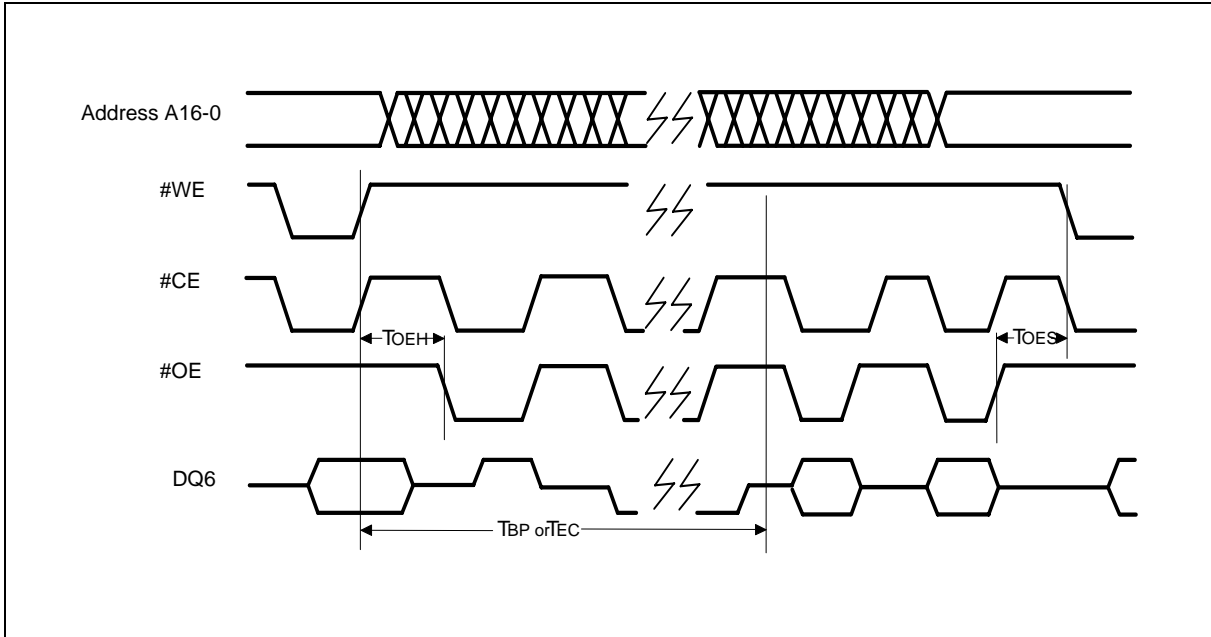 Address A16-0
#WE
#CE
TOEH
TOES
#OE
DQ6
TBP orTEC